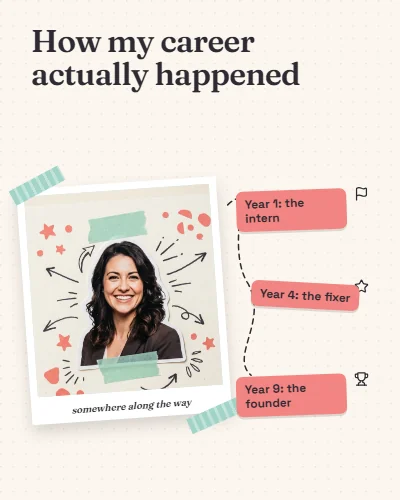 How my career
actually happened
Year 1: the
intern
Year 4: the fixer
Year 9: the
founder
somewhere along the way